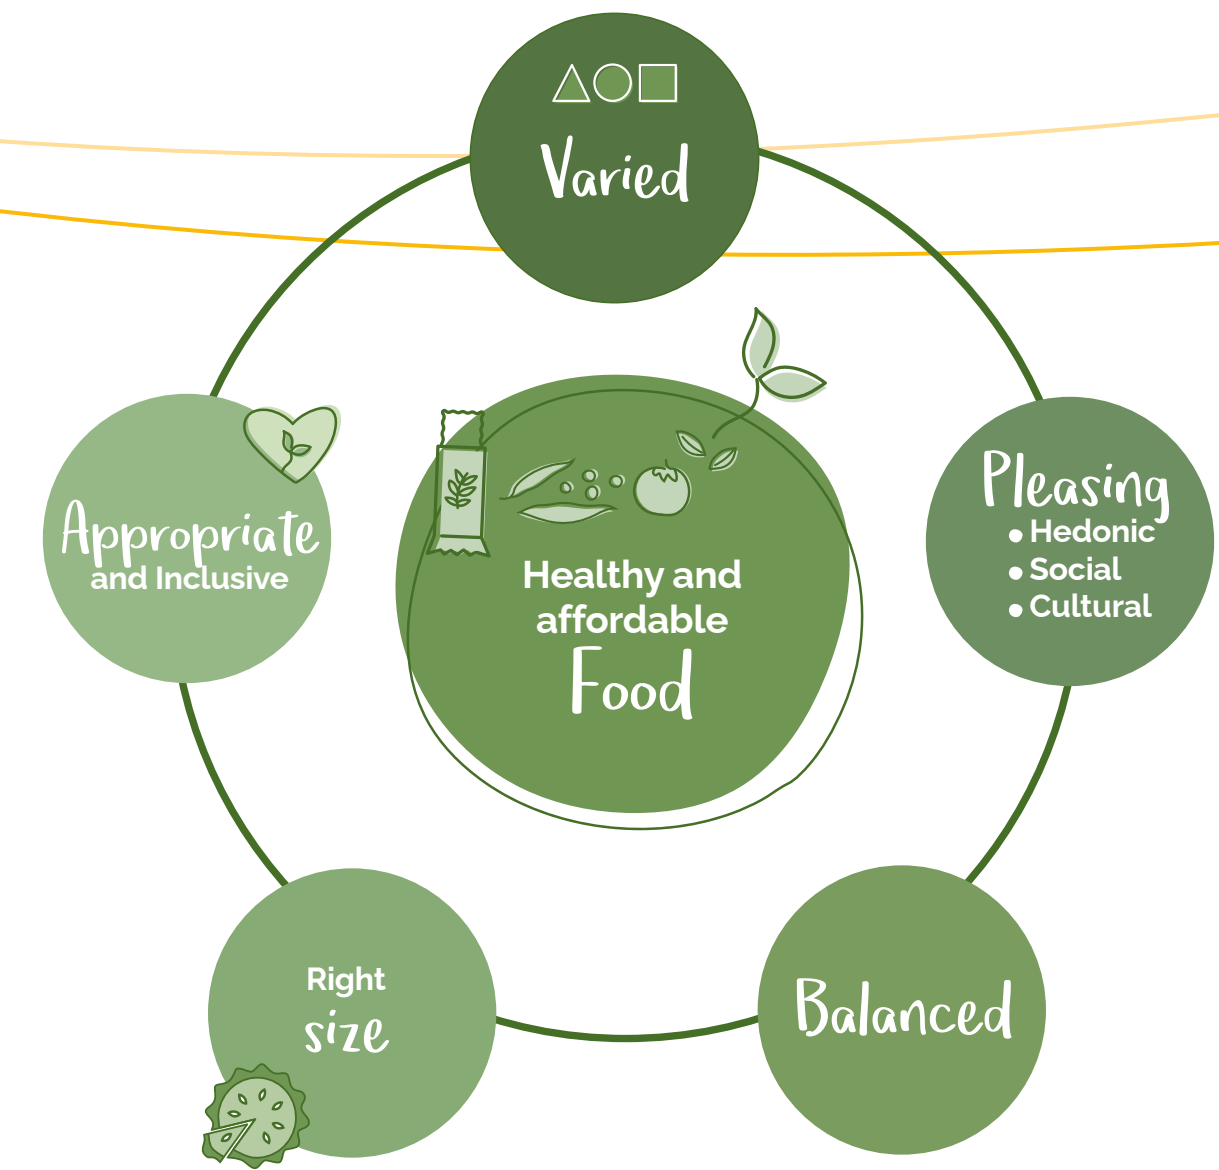 Varied
Appropriate
and Inclusive
Healthy and
affordable
Food
Pleasing
• Hedonic
• Social
• Cultural
Right
size
Balanced